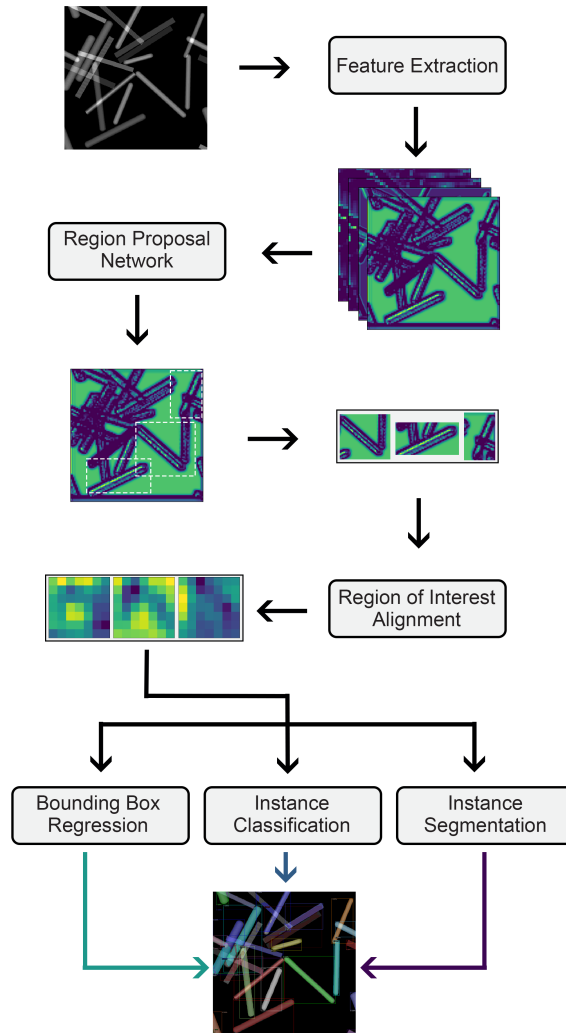 Feature Extraction
Region Proposal
Network
Region of Interest
Alignment
Bounding Box
Regression
Instance
Classification
Instance
Segmentation